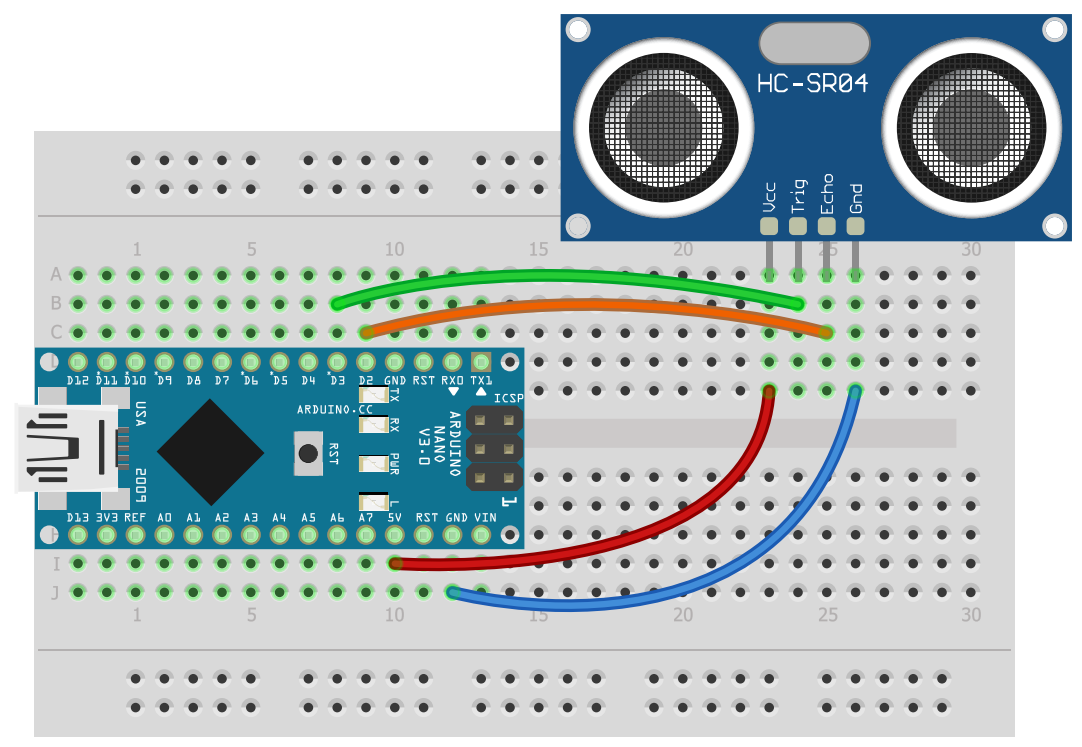 HC-SR04
Vcc Trig Echo Gnd
1 5 10 15 20 25 30
A
B
C
D12 D11 D10 D9 D8 D7 D6 D5 D4 D3 D2 GND RST RX0 TX1
TX
RX
PWR
L
ARDUINO.CC
ICSP
USA
2009
RST
ARDUINO
NANO
V3.0
1
D13 3V3 REF A0 A1 A2 A3 A4 A5 A6 A7 5V RST GND VIN
I
J
1 5 10 15 20 25 30